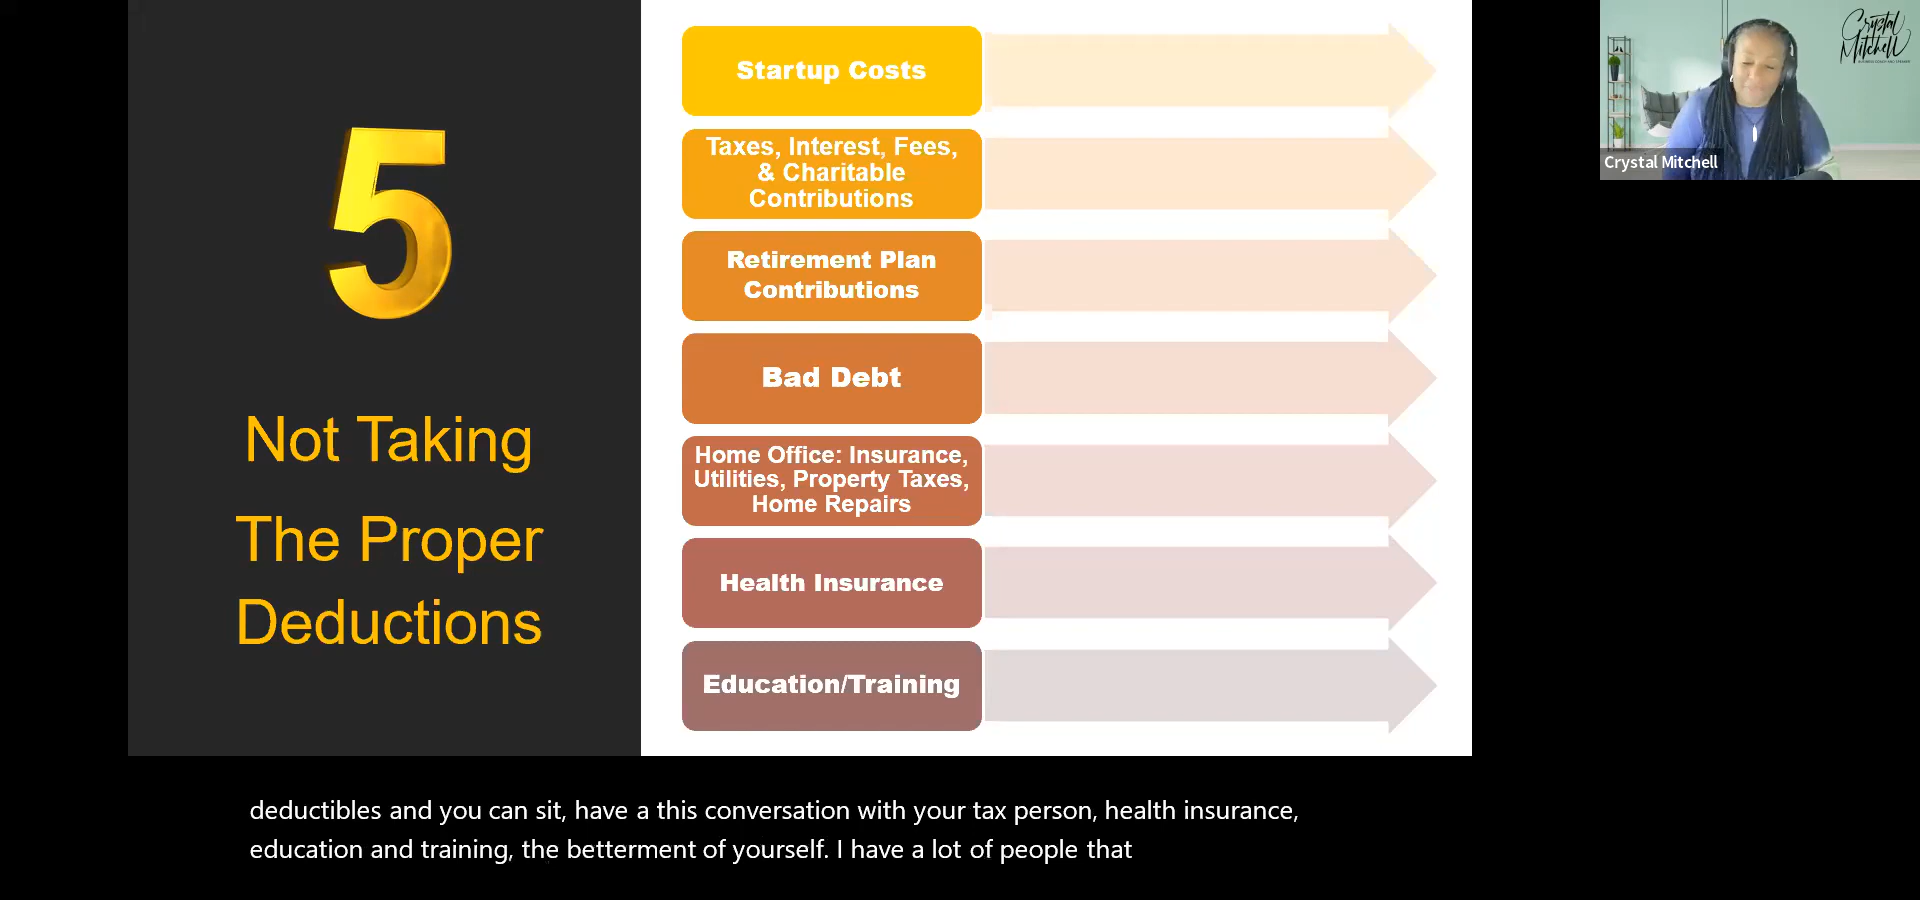 5
Not Taking
The Proper
Deductions
Startup Costs
Taxes, Interest, Fees,
& Charitable
Contributions
Retirement Plan
Contributions
Bad Debt
Home Office: Insurance,
Utilities, Property Taxes,
Home Repairs
Health Insurance
Education/Training
Crystal
Mitchell
Crystal Mitchell
deductibles and you can sit, have a this conversation with your tax person, health insurance,
education and training, the betterment of yourself. I have a lot of people that